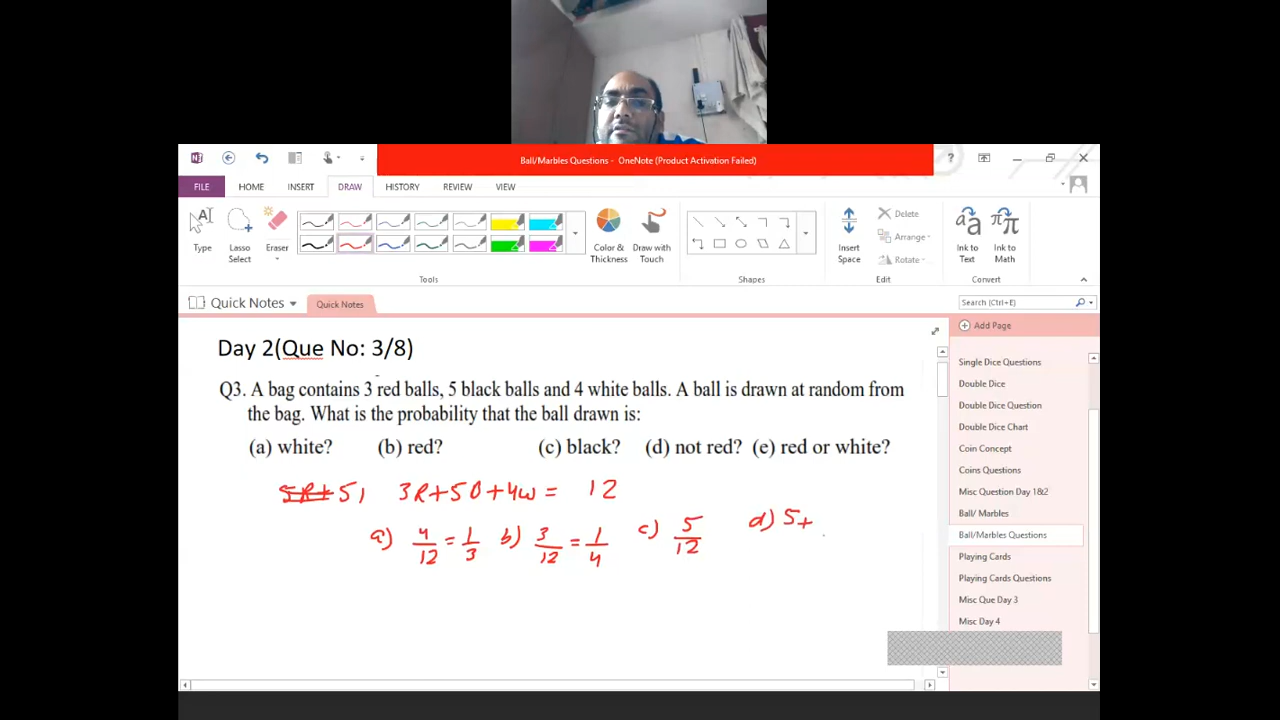 Ball/Marbles Questions - OneNote (Product Activation Failed)
FILE HOME INSERT DRAW HISTORY REVIEW VIEW
Type
Lasso Select
Eraser
Color & Thickness
Draw with Touch
Insert Space
Delete
Arrange
Rotate
Ink to Text
Ink to Math
Tools Shapes Edit Convert
Quick Notes Quick Notes
Search (Ctrl+E)
Day 2(Que No: 3/8)
Q3. A bag contains 3 red balls, 5 black balls and 4 white balls. A ball is drawn at random from
the bag. What is the probability that the ball drawn is:
(a) white? (b) red? (c) black? (d) not red? (e) red or white?
3R+5B+4W = 12
a) 4/12 = 1/3 b) 3/12 = 1/4 c) 5/12 d) 5+
Add Page
Single Dice Questions
Double Dice
Double Dice Question
Double Dice Chart
Coin Concept
Coins Questions
Misc Question Day 1&2
Ball/ Marbles
Ball/Marbles Questions
Playing Cards
Playing Cards Questions
Misc Que Day 3
Misc Day 4